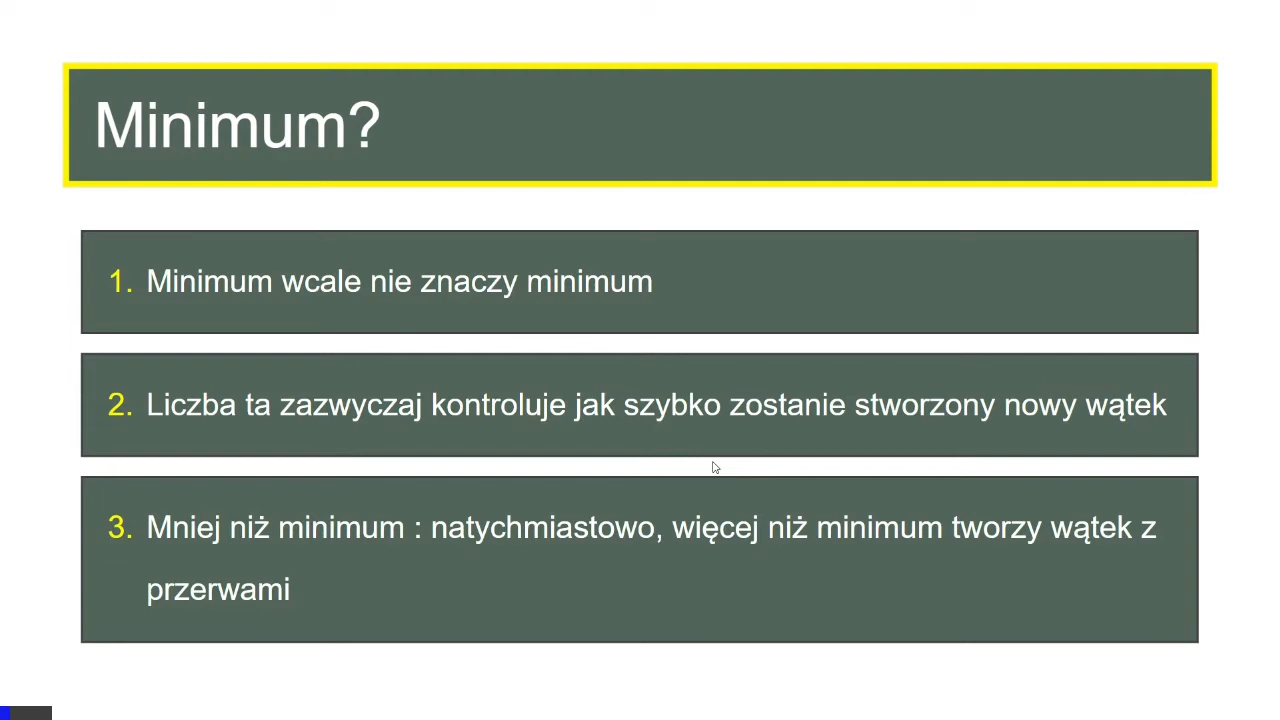 Minimum?
1. Minimum wcale nie znaczy minimum
2. Liczba ta zazwyczaj kontroluje jak szybko zostanie stworzony nowy wątek
3. Mniej niż minimum : natychmiastowo, więcej niż minimum tworzy wątek z
przerwami